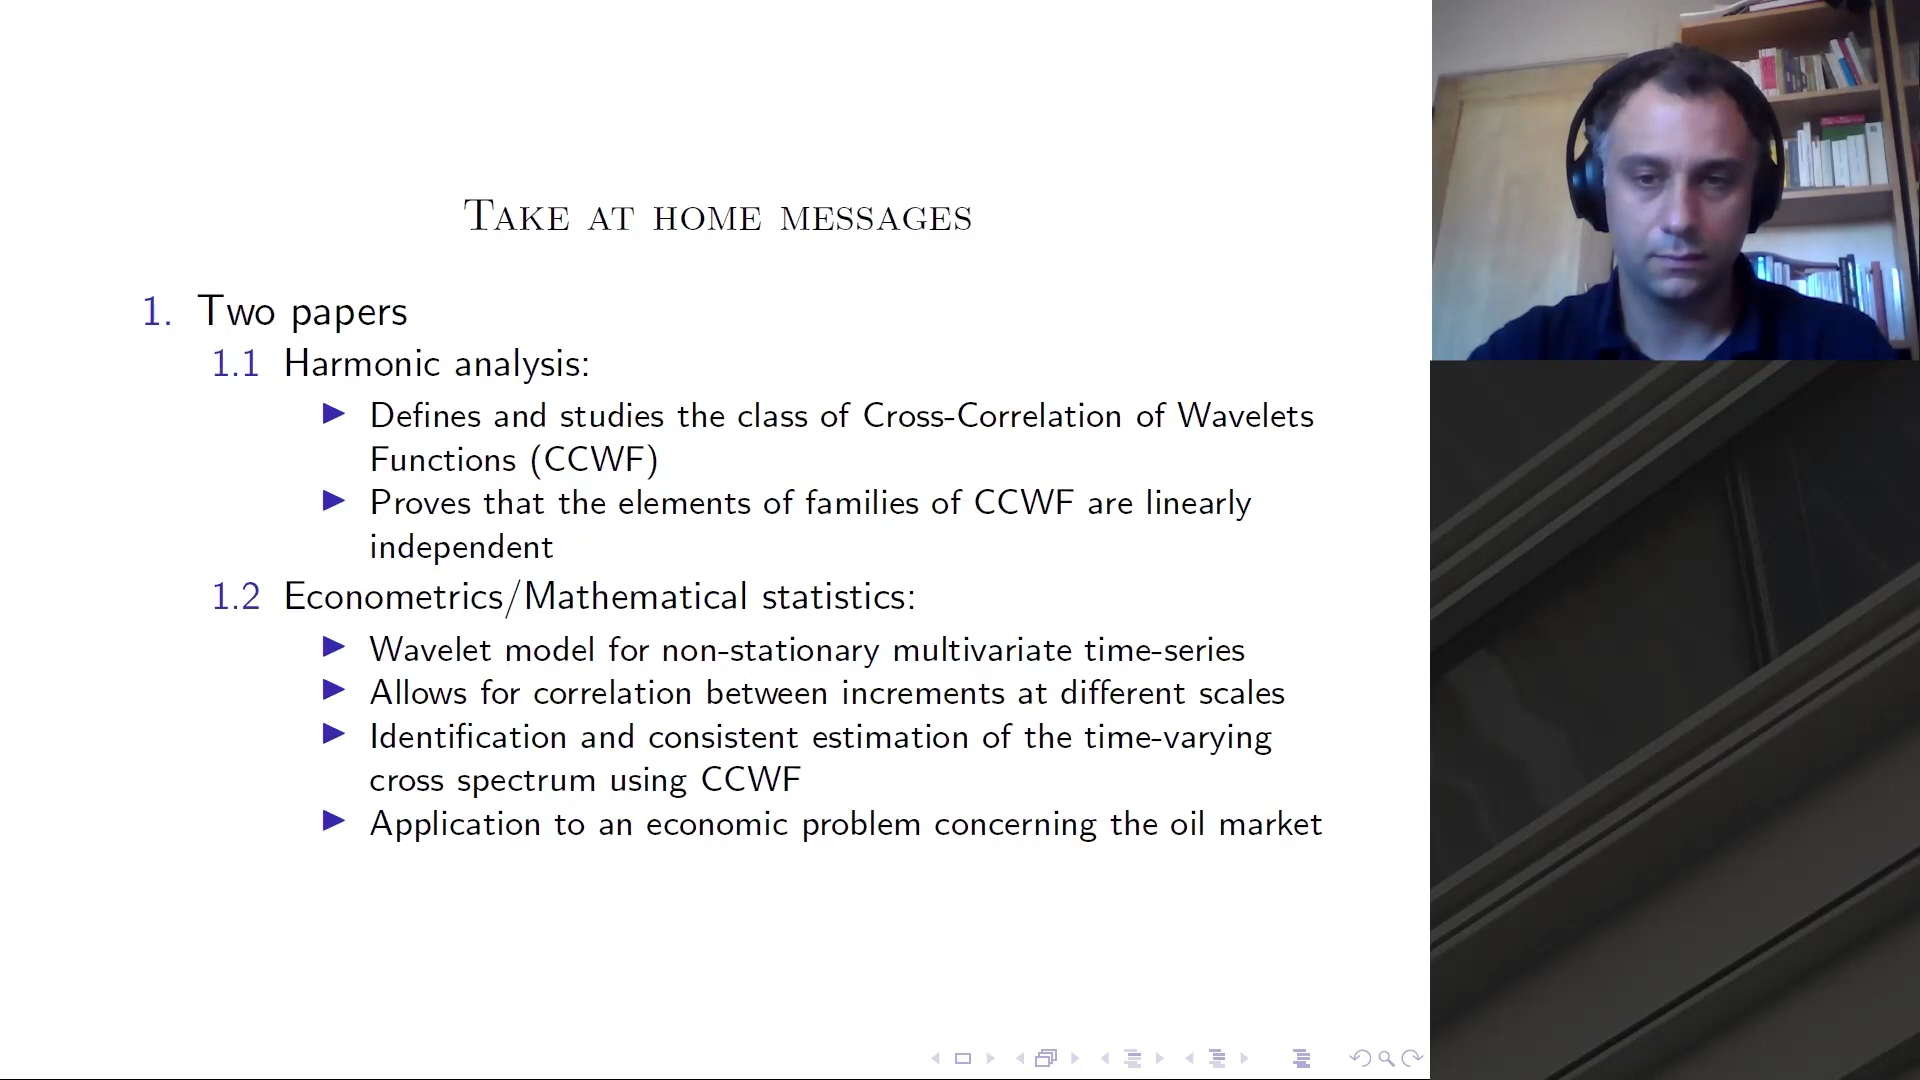 Take at home messages
1. Two papers
1.1 Harmonic analysis:
▶ Defines and studies the class of Cross-Correlation of Wavelets
Functions (CCWF)
▶ Proves that the elements of families of CCWF are linearly
independent
1.2 Econometrics/Mathematical statistics:
▶ Wavelet model for non-stationary multivariate time-series
▶ Allows for correlation between increments at different scales
▶ Identification and consistent estimation of the time-varying
cross spectrum using CCWF
▶ Application to an economic problem concerning the oil market